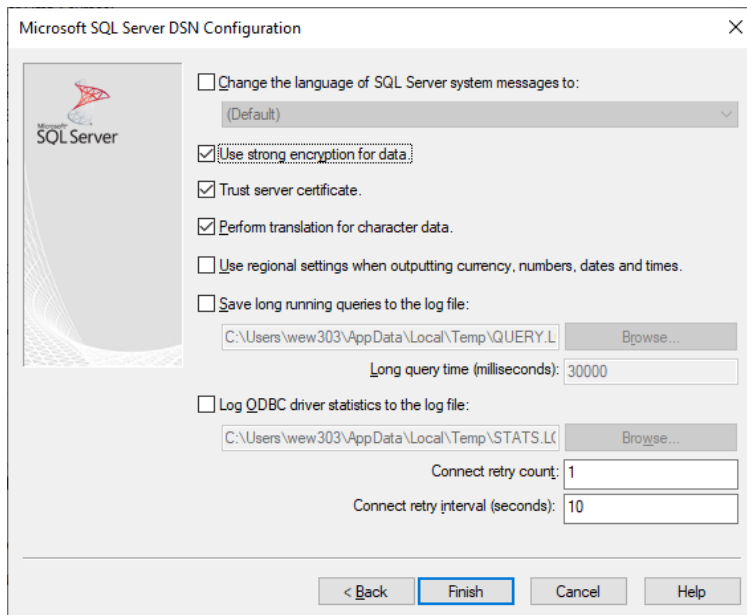 Microsoft SQL Server DSN Configuration
Microsoft
SQL Server
Change the language of SQL Server system messages to:
(Default)
Use strong encryption for data.
Trust server certificate.
Perform translation for character data.
Use regional settings when outputting currency, numbers, dates and times.
Save long running queries to the log file:
C:\Users\wew303\AppData\Local\Temp\QUERY.L Browse...
Long query time (milliseconds): 30000
Log ODBC driver statistics to the log file:
C:\Users\wew303\AppData\Local\Temp\STATS.LO Browse...
Connect retry count: 1
Connect retry interval (seconds): 10
< Back Finish Cancel Help